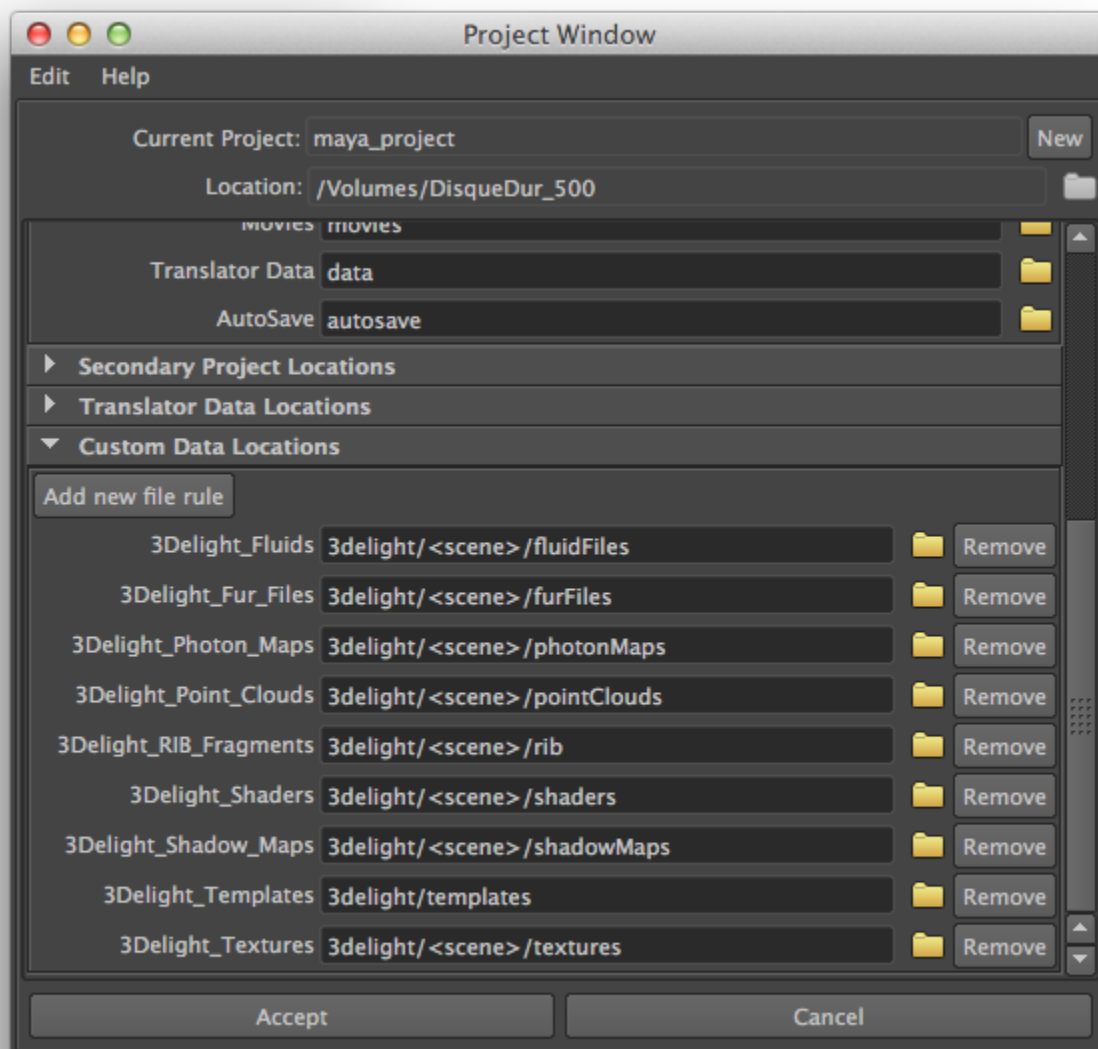 Project Window
Edit Help
Current Project: maya_project New
Location: /Volumes/DisqueDur_500
Movies movies
Translator Data data
AutoSave autosave
Secondary Project Locations
Translator Data Locations
Custom Data Locations
Add new file rule
3Delight_Fluids 3delight/<scene>/fluidFiles Remove
3Delight_Fur_Files 3delight/<scene>/furFiles Remove
3Delight_Photon_Maps 3delight/<scene>/photonMaps Remove
3Delight_Point_Clouds 3delight/<scene>/pointClouds Remove
3Delight_RIB_Fragments 3delight/<scene>/rib Remove
3Delight_Shaders 3delight/<scene>/shaders Remove
3Delight_Shadow_Maps 3delight/<scene>/shadowMaps Remove
3Delight_Templates 3delight/templates Remove
3Delight_Textures 3delight/<scene>/textures Remove
Accept Cancel